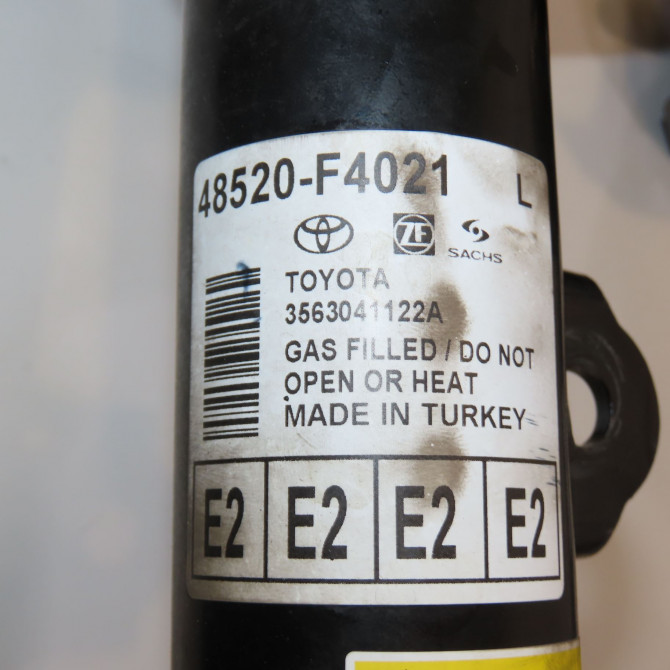 48520-F4021 L
ZF
SACHS
TOYOTA
3563041122A
GAS FILLED / DO NOT
OPEN OR HEAT
MADE IN TURKEY
E2 E2 E2 E2